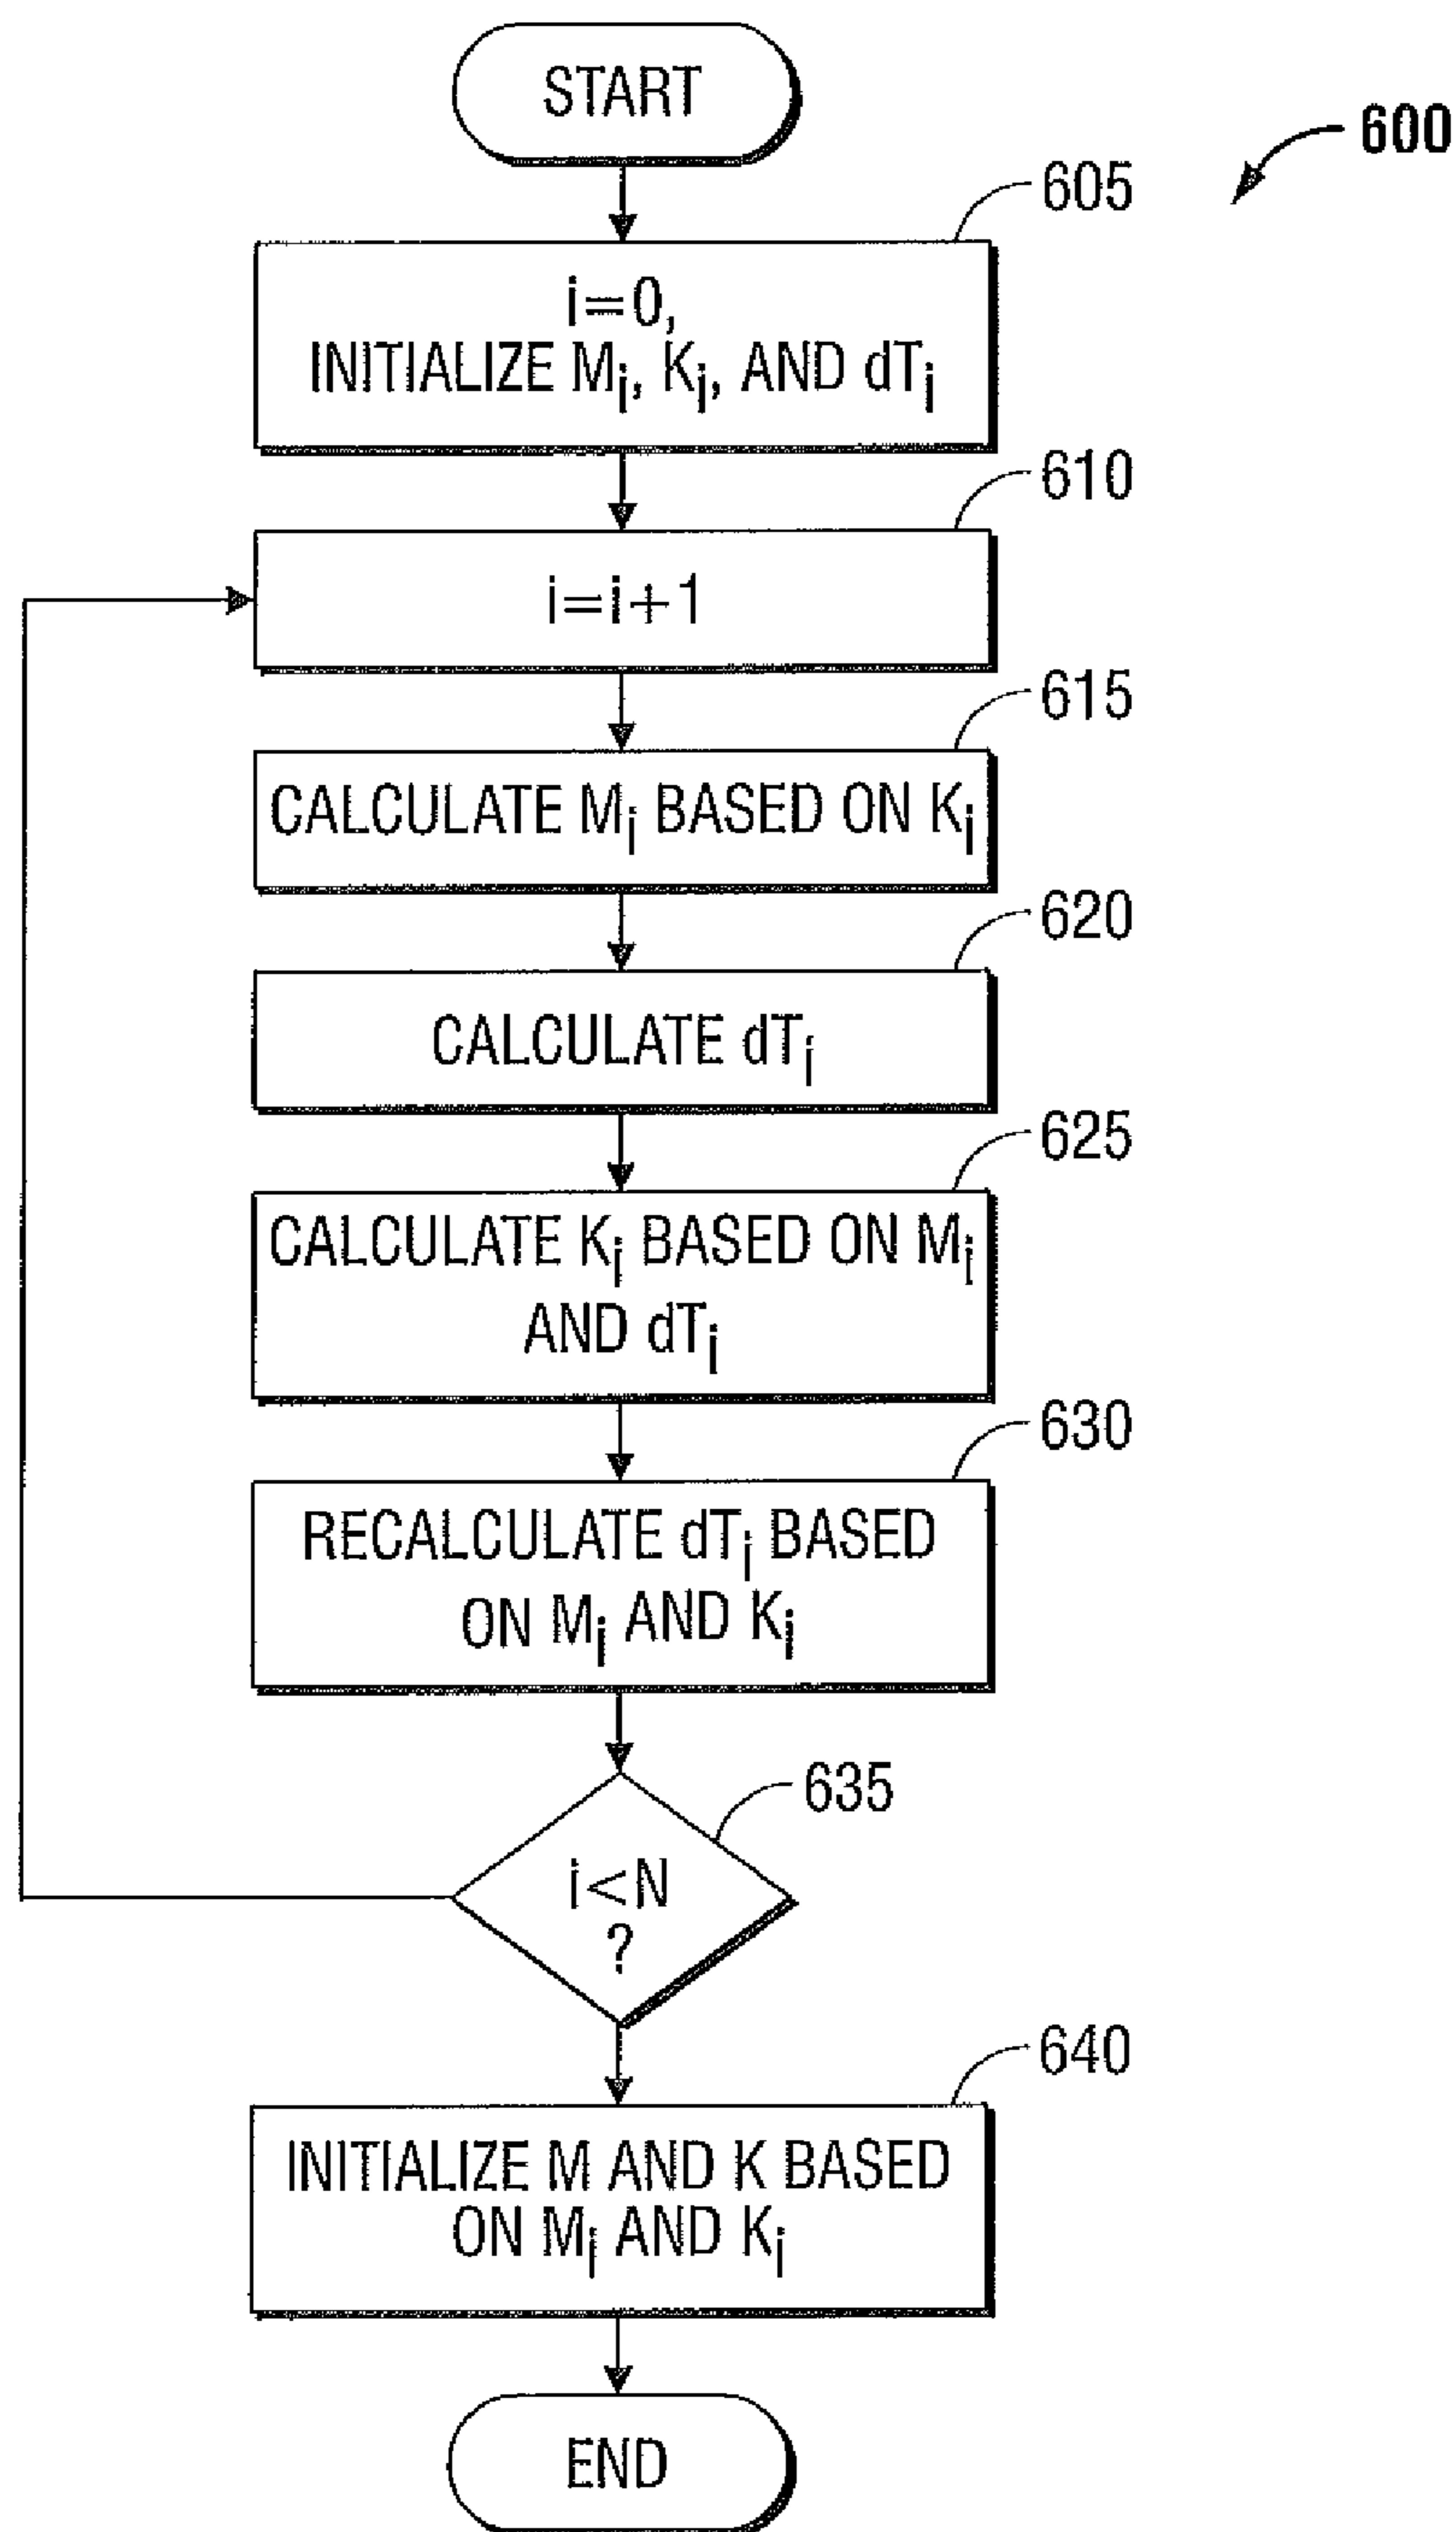 START
600
605
i=0,
INITIALIZE Mi, Ki, AND dTi
610
i=i+1
615
CALCULATE Mi BASED ON Ki
620
CALCULATE dTi
625
CALCULATE Ki BASED ON Mi
AND dTi
630
RECALCULATE dTi BASED
ON Mi AND Ki
635
i<N
?
640
INITIALIZE M AND K BASED
ON Mi AND Ki
END